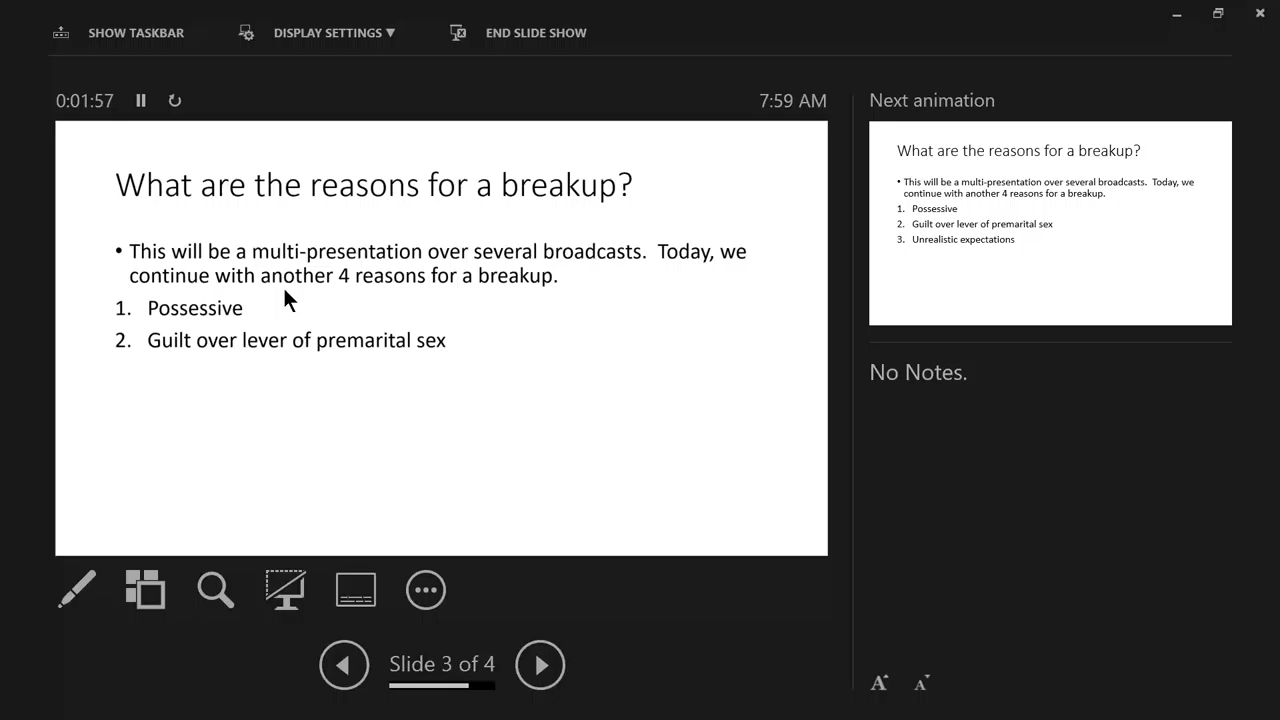 SHOW TASKBAR
DISPLAY SETTINGS ▼
END SLIDE SHOW
0:01:57
7:59 AM
What are the reasons for a breakup?
• This will be a multi-presentation over several broadcasts. Today, we
continue with another 4 reasons for a breakup.
1. Possessive
2. Guilt over lever of premarital sex
Next animation
What are the reasons for a breakup?
• This will be a multi-presentation over several broadcasts. Today, we
continue with another 4 reasons for a breakup.
1. Possessive
2. Guilt over lever of premarital sex
3. Unrealistic expectations
No Notes.
Slide 3 of 4
A A